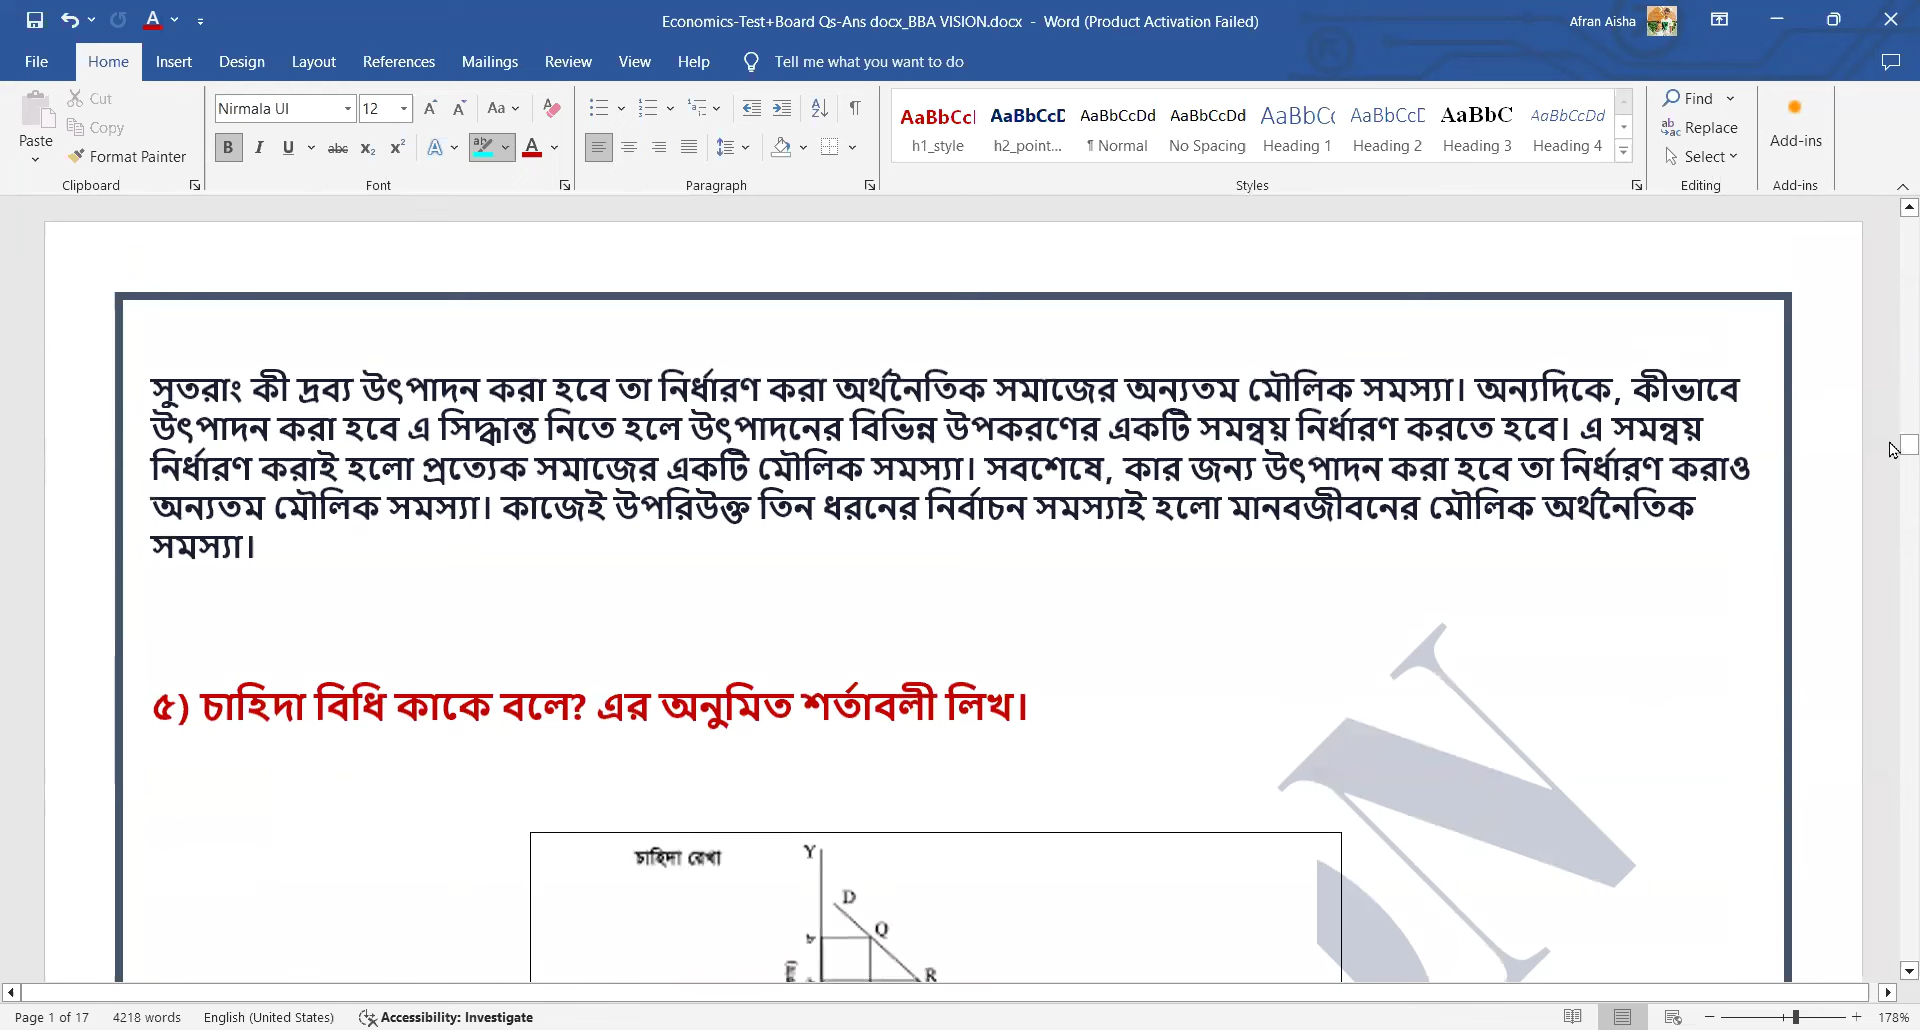 Economics-Test+Board Qs-Ans docx_BBA VISION.docx - Word (Product Activation Failed)
Afran Aisha
File Home Insert Design Layout References Mailings Review View Help Tell me what you want to do
Paste
Cut
Copy
Format Painter
Clipboard
Nirmala UI 12
Font
Paragraph
AaBbCcI AaBbCcD AaBbCcDd AaBbCcDd AaBbCc AaBbCcD AaBbC AaBbCcDd
h1_style h2_point... ¶ Normal No Spacing Heading 1 Heading 2 Heading 3 Heading 4
Styles
Find
Replace
Select
Editing
Add-ins
Add-ins
সুতরাং কী দ্রব্য উৎপাদন করা হবে তা নির্ধারণ করা অর্থনৈতিক সমাজের অন্যতম মৌলিক সমস্যা। অন্যদিকে, কীভাবে
উৎপাদন করা হবে এ সিদ্ধান্ত নিতে হলে উৎপাদনের বিভিন্ন উপকরণের একটি সমন্বয় নির্ধারণ করতে হবে। এ সমন্বয়
নির্ধারণ করাই হলো প্রত্যেক সমাজের একটি মৌলিক সমস্যা। সবশেষে, কার জন্য উৎপাদন করা হবে তা নির্ধারণ করাও
অন্যতম মৌলিক সমস্যা। কাজেই উপরিউক্ত তিন ধরনের নির্বাচন সমস্যাই হলো মানবজীবনের মৌলিক অর্থনৈতিক
সমস্যা।
৫) চাহিদা বিধি কাকে বলে? এর অনুমিত শর্তাবলী লিখ।
চাহিদা রেখা
Y
D
Q
R
N
Page 1 of 17 4218 words English (United States) Accessibility: Investigate 178%